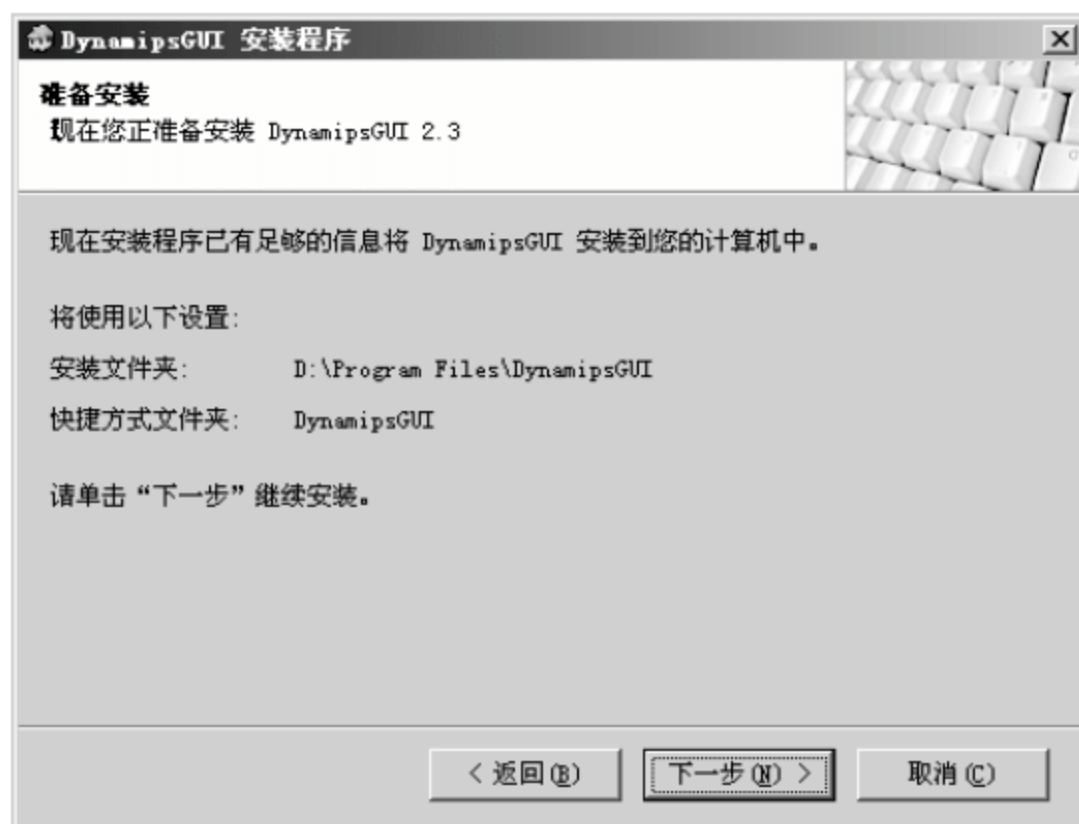 DynamipsGUI 安装程序
准备安装
现在您正准备安装 DynamipsGUI 2.3
现在安装程序已有足够的信息将 DynamipsGUI 安装到您的计算机中。
将使用以下设置:
安装文件夹: D:\Program Files\DynamipsGUI
快捷方式文件夹: DynamipsGUI
请单击“下一步”继续安装。
< 返回(B) 下一步(N) > 取消(C)